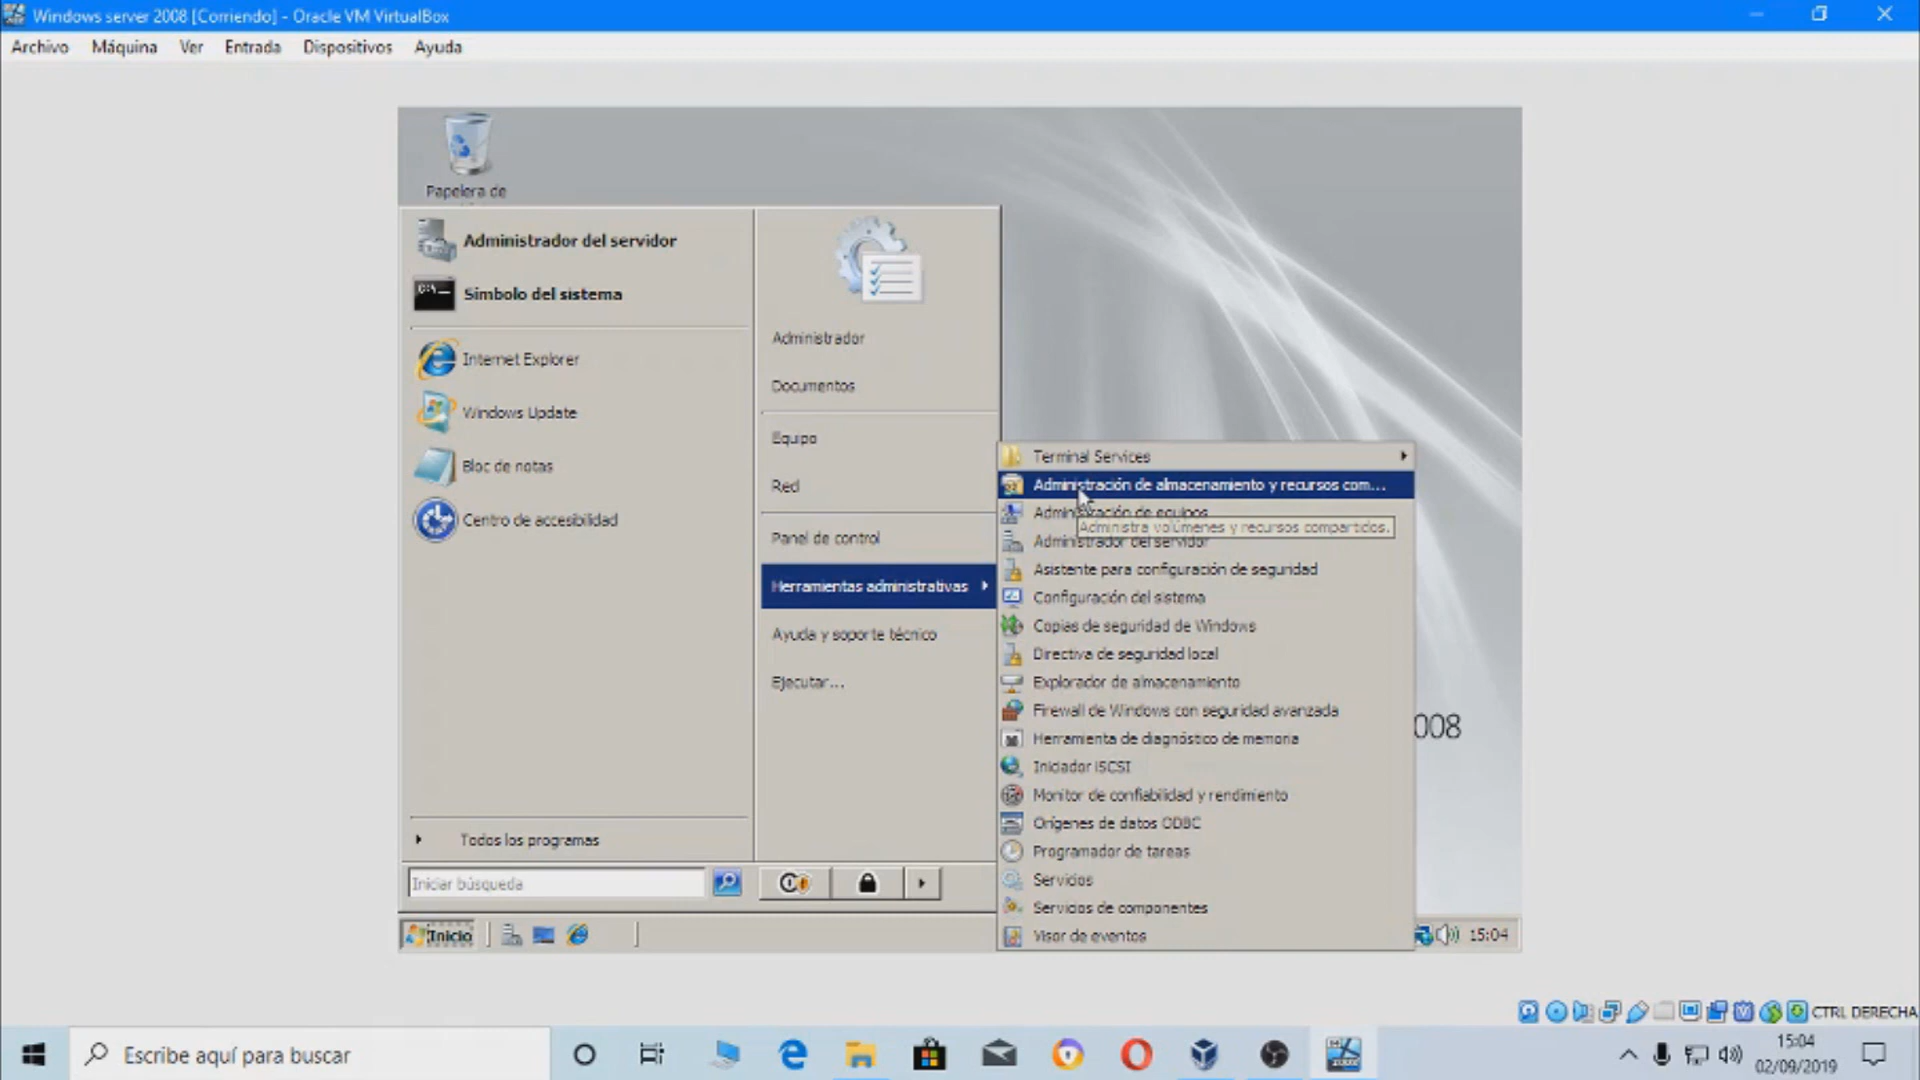 Windows server 2008 [Corriendo] - Oracle VM VirtualBox
Archivo Máquina Ver Entrada Dispositivos Ayuda
Papelera de
Administrador del servidor
Símbolo del sistema
Internet Explorer
Windows Update
Bloc de notas
Centro de accesibilidad
Todos los programas
Iniciar búsqueda
Administrador
Documentos
Equipo
Red
Panel de control
Herramientas administrativas
Ayuda y soporte técnico
Ejecutar...
Terminal Services
Administración de almacenamiento y recursos com...
Administración de equipos
Administra volúmenes y recursos compartidos.
Administrador del servidor
Asistente para configuración de seguridad
Configuración del sistema
Copias de seguridad de Windows
Directiva de seguridad local
Explorador de almacenamiento
Firewall de Windows con seguridad avanzada
Herramienta de diagnóstico de memoria
Iniciador iSCSI
Monitor de confiabilidad y rendimiento
Orígenes de datos ODBC
Programador de tareas
Servicios
Servicios de componentes
Visor de eventos
008
Inicio
15:04
CTRL DERECHA
Escribe aquí para buscar
15:04
02/09/2019